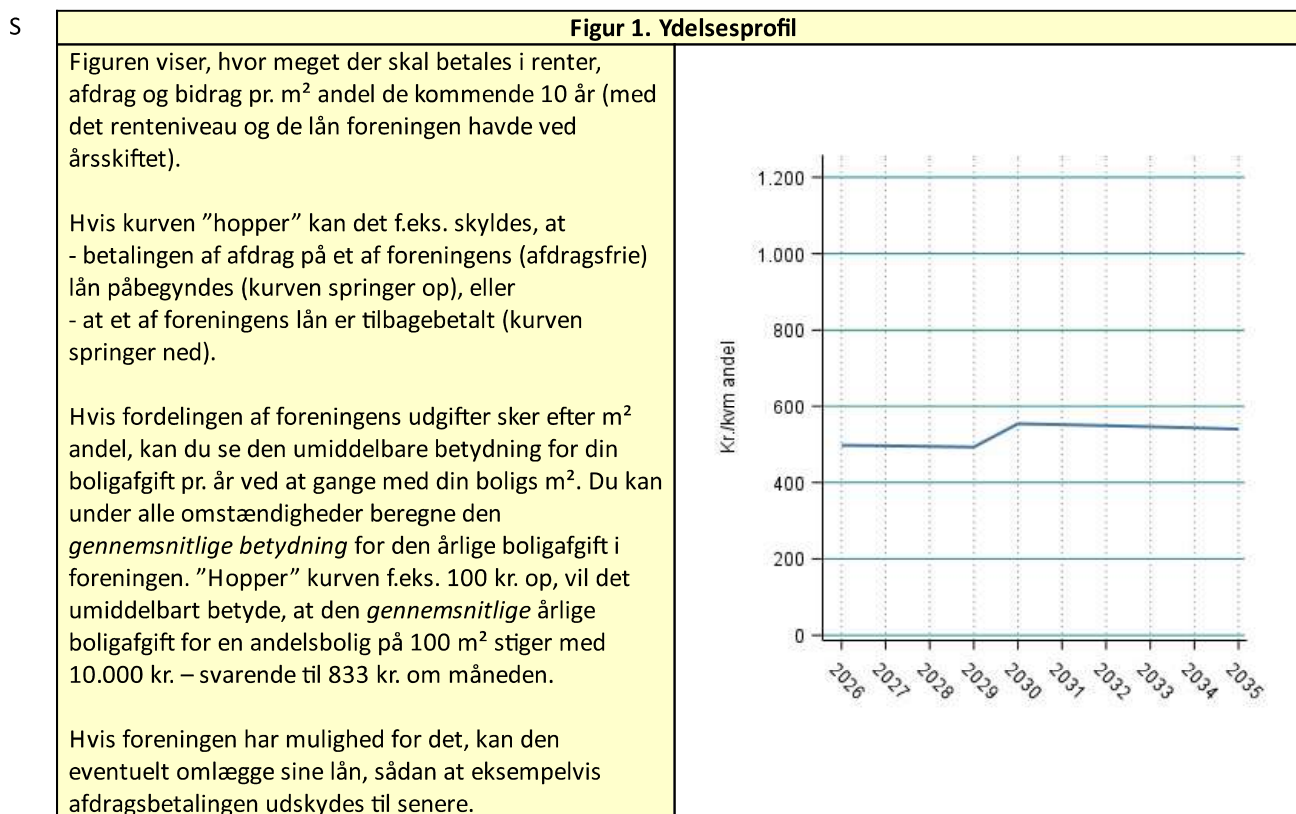 S
Figur 1. Ydelsesprofil
Figuren viser, hvor meget der skal betales i renter,
afdrag og bidrag pr. m² andel de kommende 10 år (med
det renteniveau og de lån foreningen havde ved
årsskiftet).
Hvis kurven ”hopper” kan det f.eks. skyldes, at
- betalingen af afdrag på et af foreningens (afdragsfrie)
lån påbegyndes (kurven springer op), eller
- at et af foreningens lån er tilbagebetalt (kurven
springer ned).
Hvis fordelingen af foreningens udgifter sker efter m²
andel, kan du se den umiddelbare betydning for din
boligafgift pr. år ved at gange med din boligs m². Du kan
under alle omstændigheder beregne den
gennemsnitlige betydning for den årlige boligafgift i
foreningen. ”Hopper” kurven f.eks. 100 kr. op, vil det
umiddelbart betyde, at den gennemsnitlige årlige
boligafgift for en andelsbolig på 100 m² stiger med
10.000 kr. – svarende til 833 kr. om måneden.
Hvis foreningen har mulighed for det, kan den
eventuelt omlægge sine lån, sådan at eksempelvis
afdragsbetalingen udskydes til senere.
Kr./kvm andel
1.200
1.000
800
600
400
200
0
2026
2027
2028
2029
2030
2031
2032
2033
2034
2035